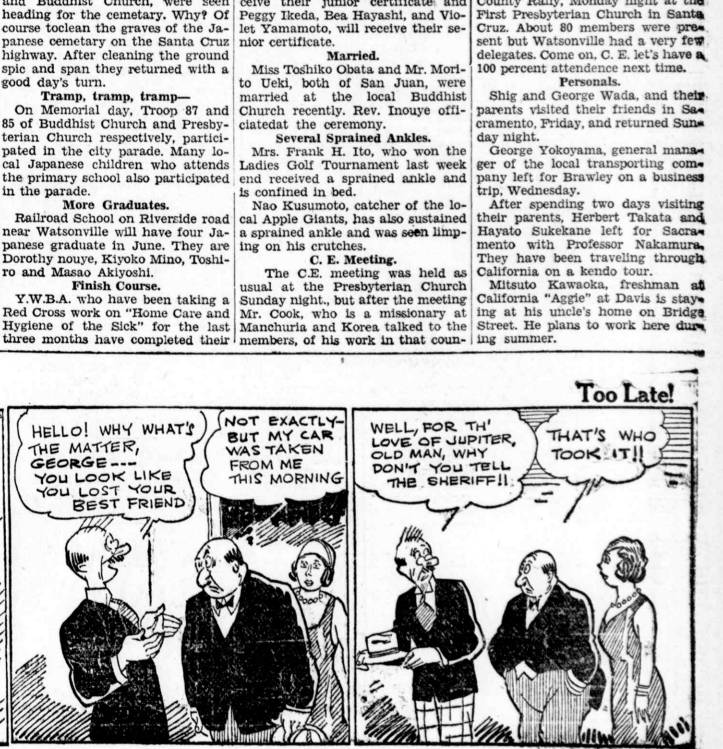 and Buddhist Church, were seen
heading for the cemetary. Why? Of
course toclean the graves of the Ja-
panese cemetary on the Santa Cruz
highway. After cleaning the ground
spic and span they returned with a
good day's turn.
Tramp, tramp, tramp—
On Memorial day, Troop 87 and
85 of Buddhist Church and Presby-
terian Church respectively, partici-
pated in the city parade. Many lo-
cal Japanese children who attends
the primary school also participated
in the parade.
More Graduates.
Railroad School on Riverside road
near Watsonville will have four Ja-
panese graduate in June. They are
Dorothy nouye, Kiyoko Mino, Toshi-
ro and Masao Akiyoshi.
Finish Course.
Y.W.B.A. who have been taking a
Red Cross work on "Home Care and
Hygiene of the Sick" for the last
three months have completed their
ceive their junior certificate and
Peggy Ikeda, Bea Hayashi, and Vio-
let Yamamoto, will receive their se-
nior certificate.
Married.
Miss Toshiko Obata and Mr. Mori-
to Ueki, both of San Juan, were
married at the local Buddhist
Church recently. Rev. Inouye offi-
ciatedat the ceremony.
Several Sprained Ankles.
Mrs. Frank H. Ito, who won the
Ladies Golf Tournament last week
end received a sprained ankle and
is confined in bed.
Nao Kusumoto, catcher of the lo-
cal Apple Giants, has also sustained
a sprained ankle and was seen limp-
ing on his crutches.
C. E. Meeting.
The C.E. meeting was held as
usual at the Presbyterian Church
Sunday night., but after the meeting
Mr. Cook, who is a missionary at
Manchuria and Korea talked to the
members, of his work in that coun-
County Rally, Monday night at the
First Presbyterian Church in Santa
Cruz. About 80 members were pre-
sent but Watsonville had a very few
delegates. Come on, C. E. let's have a
100 percent attendence next time.
Personals.
Shig and George Wada, and their
parents visited their friends in Sa-
cramento, Friday, and returned Sun-
day night.
George Yokoyama, general mana-
ger of the local transporting com-
pany left for Brawley on a business
trip, Wednesday.
After spending two days visiting
their parents, Herbert Takata and
Hayato Sukekane left for Sacra-
mento with Professor Nakamura.
They have been traveling through
California on a kendo tour.
Mitsuto Kawaoka, freshman at
California "Aggie" at Davis is stay-
ing at his uncle's home on Bridge
Street. He plans to work here dur-
ing summer.
Too Late!
HELLO! WHY WHAT'S
THE MATTER,
GEORGE---
YOU LOOK LIKE
YOU LOST YOUR
BEST FRIEND
NOT EXACTLY-
BUT MY CAR
WAS TAKEN
FROM ME
THIS MORNING
WELL, FOR TH'
LOVE OF JUPITER,
OLD MAN, WHY
DON'T YOU TELL
THE SHERIFF!!
THAT'S WHO
TOOK IT!!